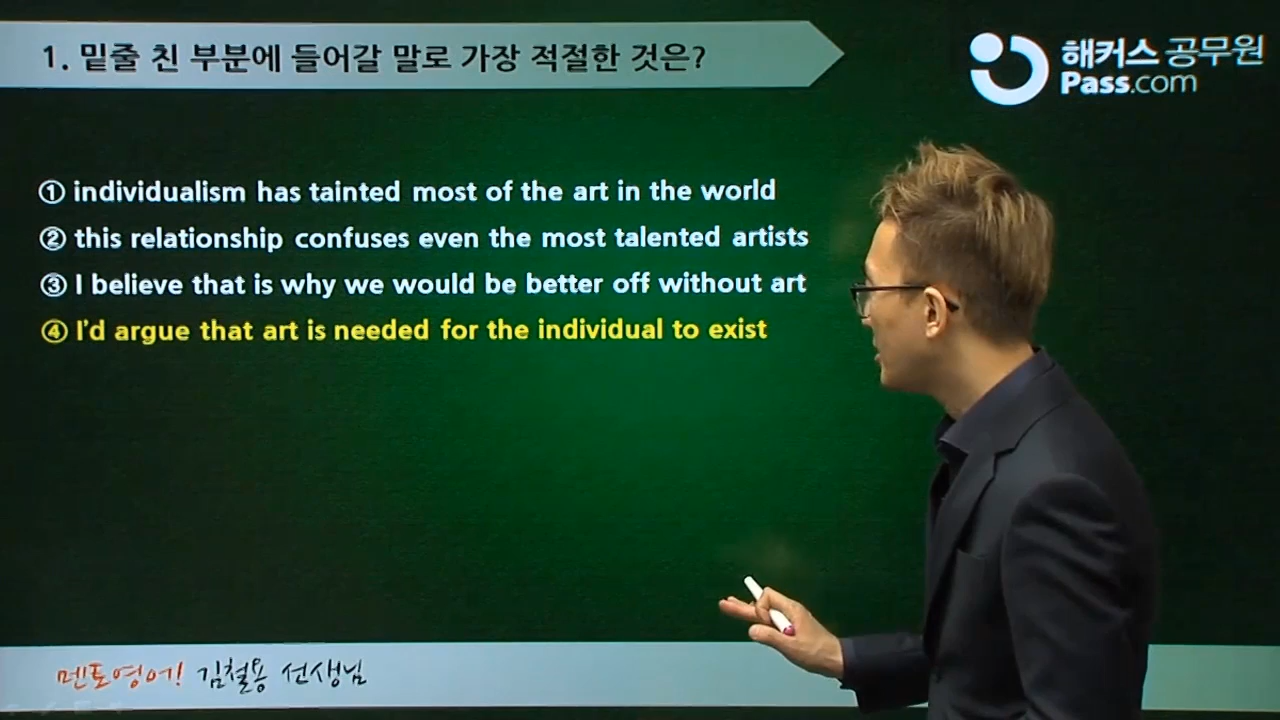 1. 밑줄 친 부분에 들어갈 말로 가장 적절한 것은?
해커스 공무원
Pass.com
① individualism has tainted most of the art in the world
② this relationship confuses even the most talented artists
③ I believe that is why we would be better off without art
④ I'd argue that art is needed for the individual to exist
멘토영어! 김철용 선생님